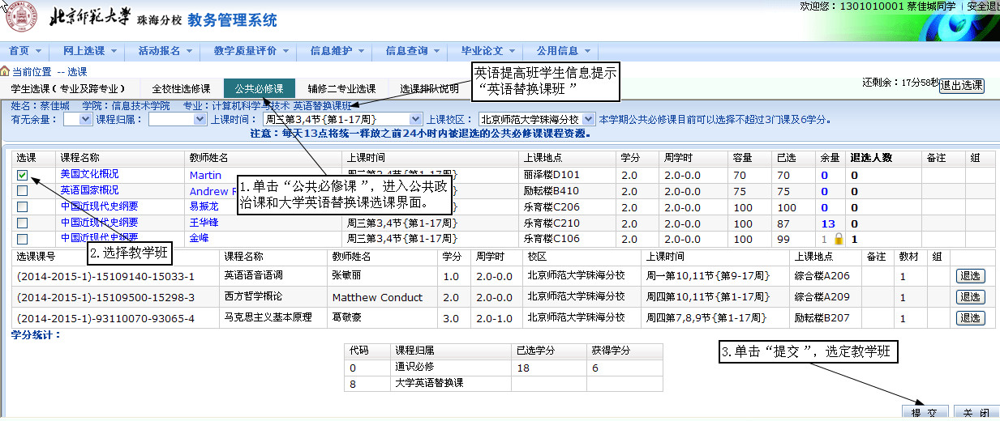 欢迎您：1301010001 蔡佳城同学 安全退出
北京师范大学 珠海分校 教务管理系统
首页 网上选课 活动报名 教学质量评价 信息维护 信息查询 毕业论文 公用信息
当前位置 -- 选课
英语提高班学生信息提示
“英语替换课班 ”
学生选课（专业及跨专业） 全校性选修课 公共必修课 辅修二专业选课 选课排队说明
还剩余：17分58秒 退出选课
姓名：蔡佳城 学院：信息技术学院 专业：计算机科学与技术 英语替换课班
有无余量： 课程归属： 上课时间： 周三第3,4节{第1-17周} 上课校区： 北京师范大学珠海分校 本学期公共必修课目前可以选择不超过3门课及6学分。
注意：每天13点将统一释放之前24小时内被退选的公共必修课课程资源。
选课 课程名称 教师姓名 上课时间 上课地点 学分 周学时 容量 已选 余量 退选人数 备注 组
美国文化概况 Martin 周三第3,4节{第1-17周} 丽泽楼D101 2.0 2.0-0.0 70 70 0 0
英语国家概况 Andrew 励耘楼B410 2.0 2.0-0.0 75 75 0 0
中国近现代史纲要 易振龙 乐育楼C206 2.0 2.0-0.0 100 100 0 0
中国近现代史纲要 王华锋 周三第3,4节{第1-17周} 乐育楼C210 2.0 2.0-0.0 100 87 13 0
中国近现代史纲要 金峰 周三第3,4节{第1-17周} 乐育楼C106 2.0 2.0-0.0 100 99 1 1
1.单击“公共必修课 ”，进入公共政
治课和大学英语替换课选课界面。
2.选择教学班
选课课号 课程名称 教师姓名 学分 周学时 校区 上课时间 上课地点 备注 教材 组
(2014-2015-1)-15109140-15033-1 英语语音语调 张敏丽 1.0 2.0-0.0 北京师范大学珠海分校 周一第10,11节{第9-17周} 综合楼A206 1 退选
(2014-2015-1)-15109500-15298-3 西方哲学概论 Matthew Conduct 2.0 2.0-0.0 北京师范大学珠海分校 周四第10,11节{第1-17周} 综合楼A209 1 退选
(2014-2015-1)-93110070-93065-4 马克思主义基本原理 葛敬豪 3.0 2.0-1.0 北京师范大学珠海分校 周四第7,8,9节{第1-17周} 励耘楼B207 1 退选
学分统计：
代码 课程归属 已选学分 获得学分
0 通识必修 18 6
8 大学英语替换课
3.单击“提交 ”，选定教学班
提 交 关 闭